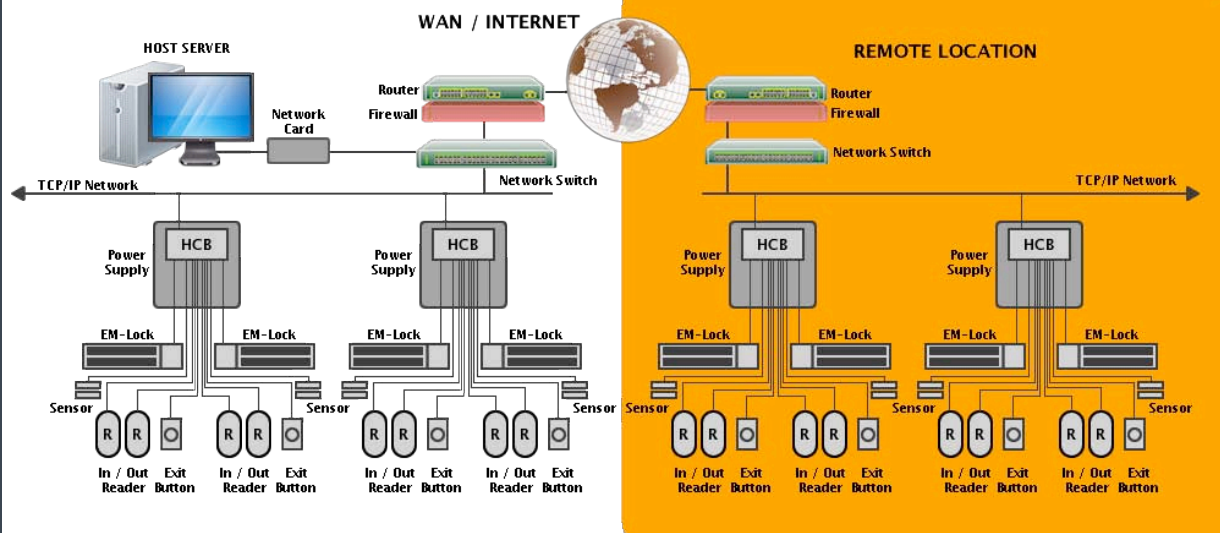 WAN / INTERNET
HOST SERVER
REMOTE LOCATION
Router
Firewall
Network
Card
Network Switch
Router
Firewall
Network Switch
TCP/IP Network
TCP/IP Network
HCB
HCB
HCB
HCB
Power
Supply
Power
Supply
Power
Supply
Power
Supply
EM-Lock
EM-Lock
EM-Lock
EM-Lock
EM-Lock
EM-Lock
EM-Lock
EM-Lock
Sensor
Sensor
Sensor
Sensor
Sensor
Sensor
Sensor
Sensor
R R R R R R R R R R R R R R R R
In / Out Exit
Reader Button
In / Out Exit
Reader Button
In / Out Exit
Reader Button
In / Out Exit
Reader Button
In / Out Exit
Reader Button
In / Out Exit
Reader Button
In / Out Exit
Reader Button
In / Out Exit
Reader Button